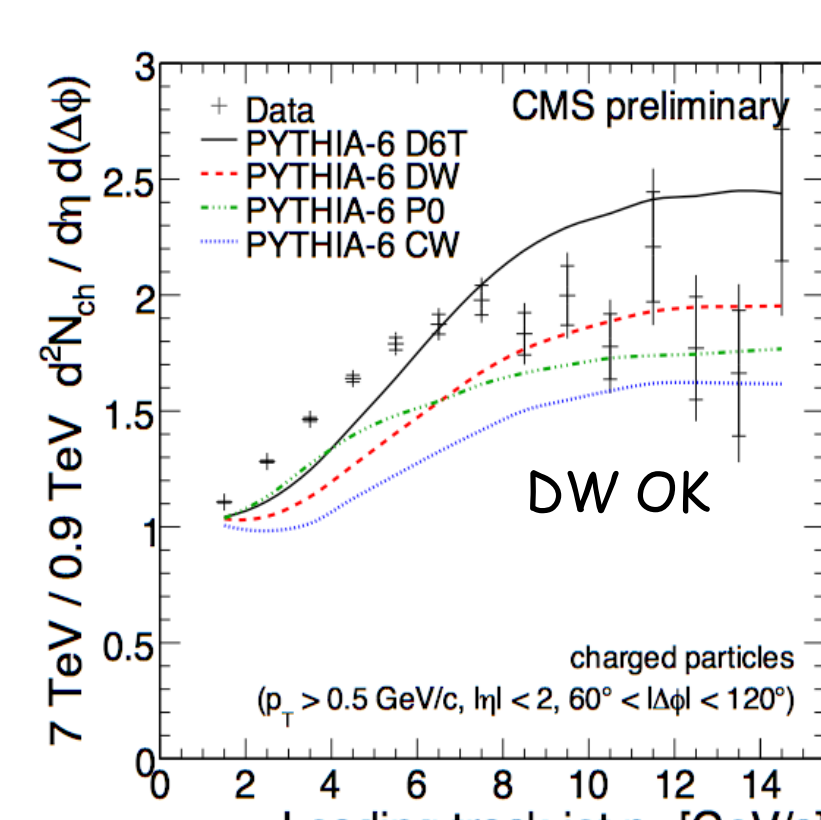 3
CMS preliminary
Data
PYTHIA-6 D6T
PYTHIA-6 DW
PYTHIA-6 P0
PYTHIA-6 CW
2.5
2
1.5
1
0.5
0
7 TeV / 0.9 TeV d²N_ch / dη d(Δϕ)
DW OK
charged particles
(p_T > 0.5 GeV/c, |η| < 2, 60° < |Δϕ| < 120°)
0 2 4 6 8 10 12 14